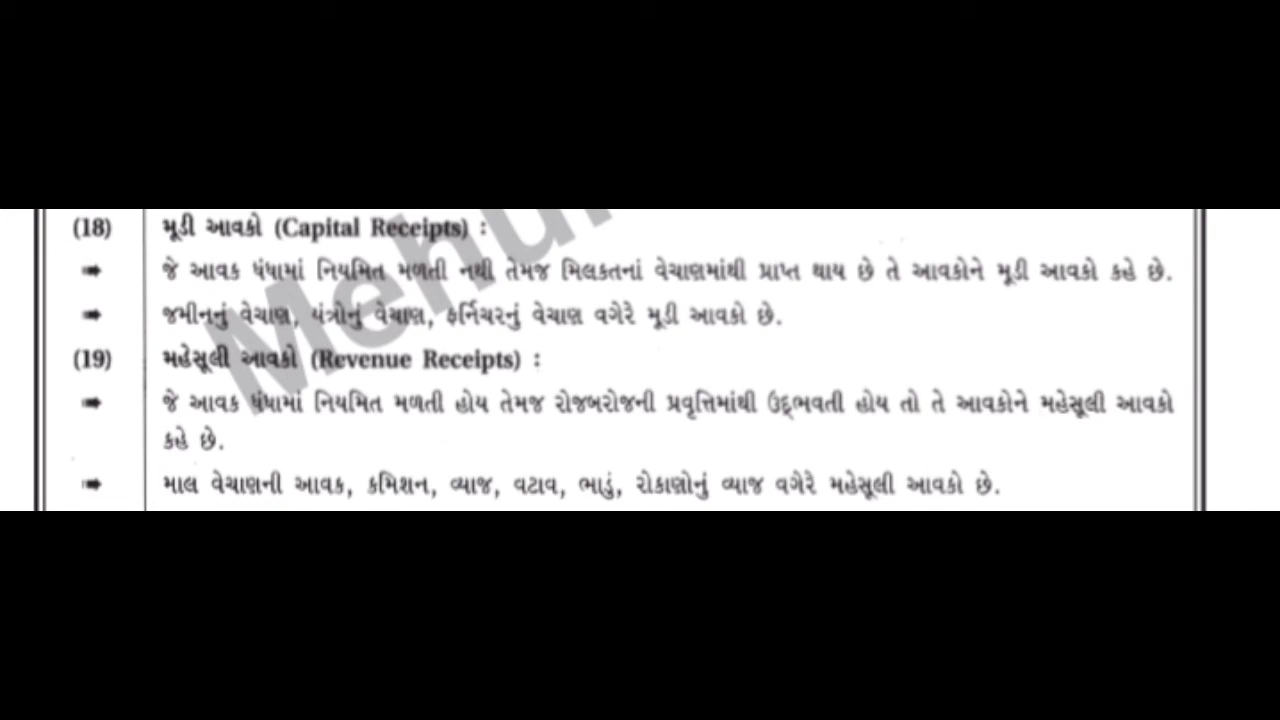 (18) મૂડી આવકો (Capital Receipts) :
➠ જે આવક ધંધામાં નિયમિત મળતી નથી તેમજ મિલકતનાં વેચાણમાંથી પ્રાપ્ત થાય છે તે આવકોને મૂડી આવકો કહે છે.
➠ જમીનનું વેચાણ, યંત્રોનું વેચાણ, ફર્નિચરનું વેચાણ વગેરે મૂડી આવકો છે.
(19) મહેસૂલી આવકો (Revenue Receipts) :
➠ જે આવક ધંધામાં નિયમિત મળતી હોય તેમજ રોજબરોજની પ્રવૃત્તિમાંથી ઉદ્દભવતી હોય તો તે આવકોને મહેસૂલી આવકો
કહે છે.
➠ માલ વેચાણની આવક, કમિશન, વ્યાજ, વટાવ, ભાડું, રોકાણોનું વ્યાજ વગેરે મહેસૂલી આવકો છે.
Mehul